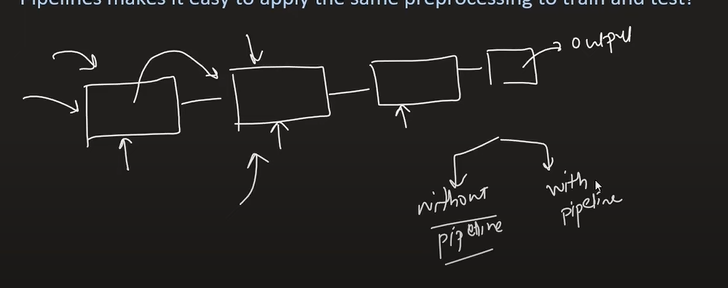 Pipelines makes it easy to apply the same preprocessing to train and test!
output
without
pipeline
with
pipeline